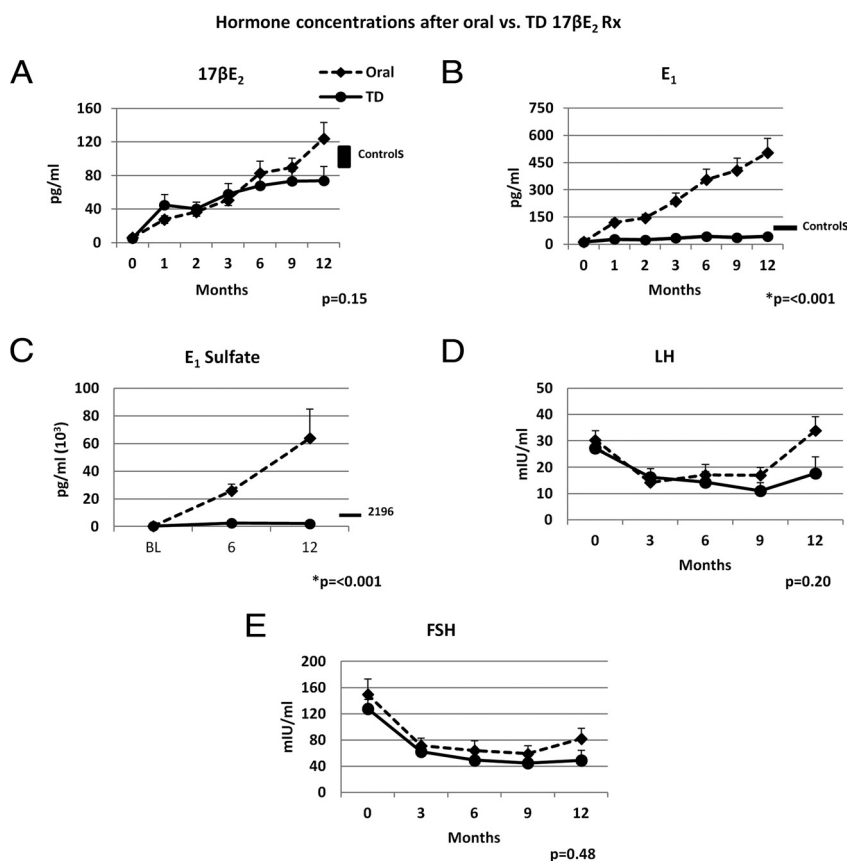 Hormone concentrations after oral vs. TD 17βE₂ Rx
A
17βE₂
Oral
TD
160
120
80
40
0
pg/ml
ControlS
0 1 2 3 6 9 12
Months
p=0.15
B
E₁
750
600
450
300
150
0
pg/ml
ControlS
0 1 2 3 6 9 12
Months
*p=<0.001
C
E₁ Sulfate
100
80
60
40
20
0
pg/ml (10³)
2196
BL 6 12
*p=<0.001
D
LH
50
40
30
20
10
0
mIU/ml
0 3 6 9 12
Months
p=0.20
E
FSH
200
160
120
80
40
0
mIU/ml
0 3 6 9 12
Months
p=0.48